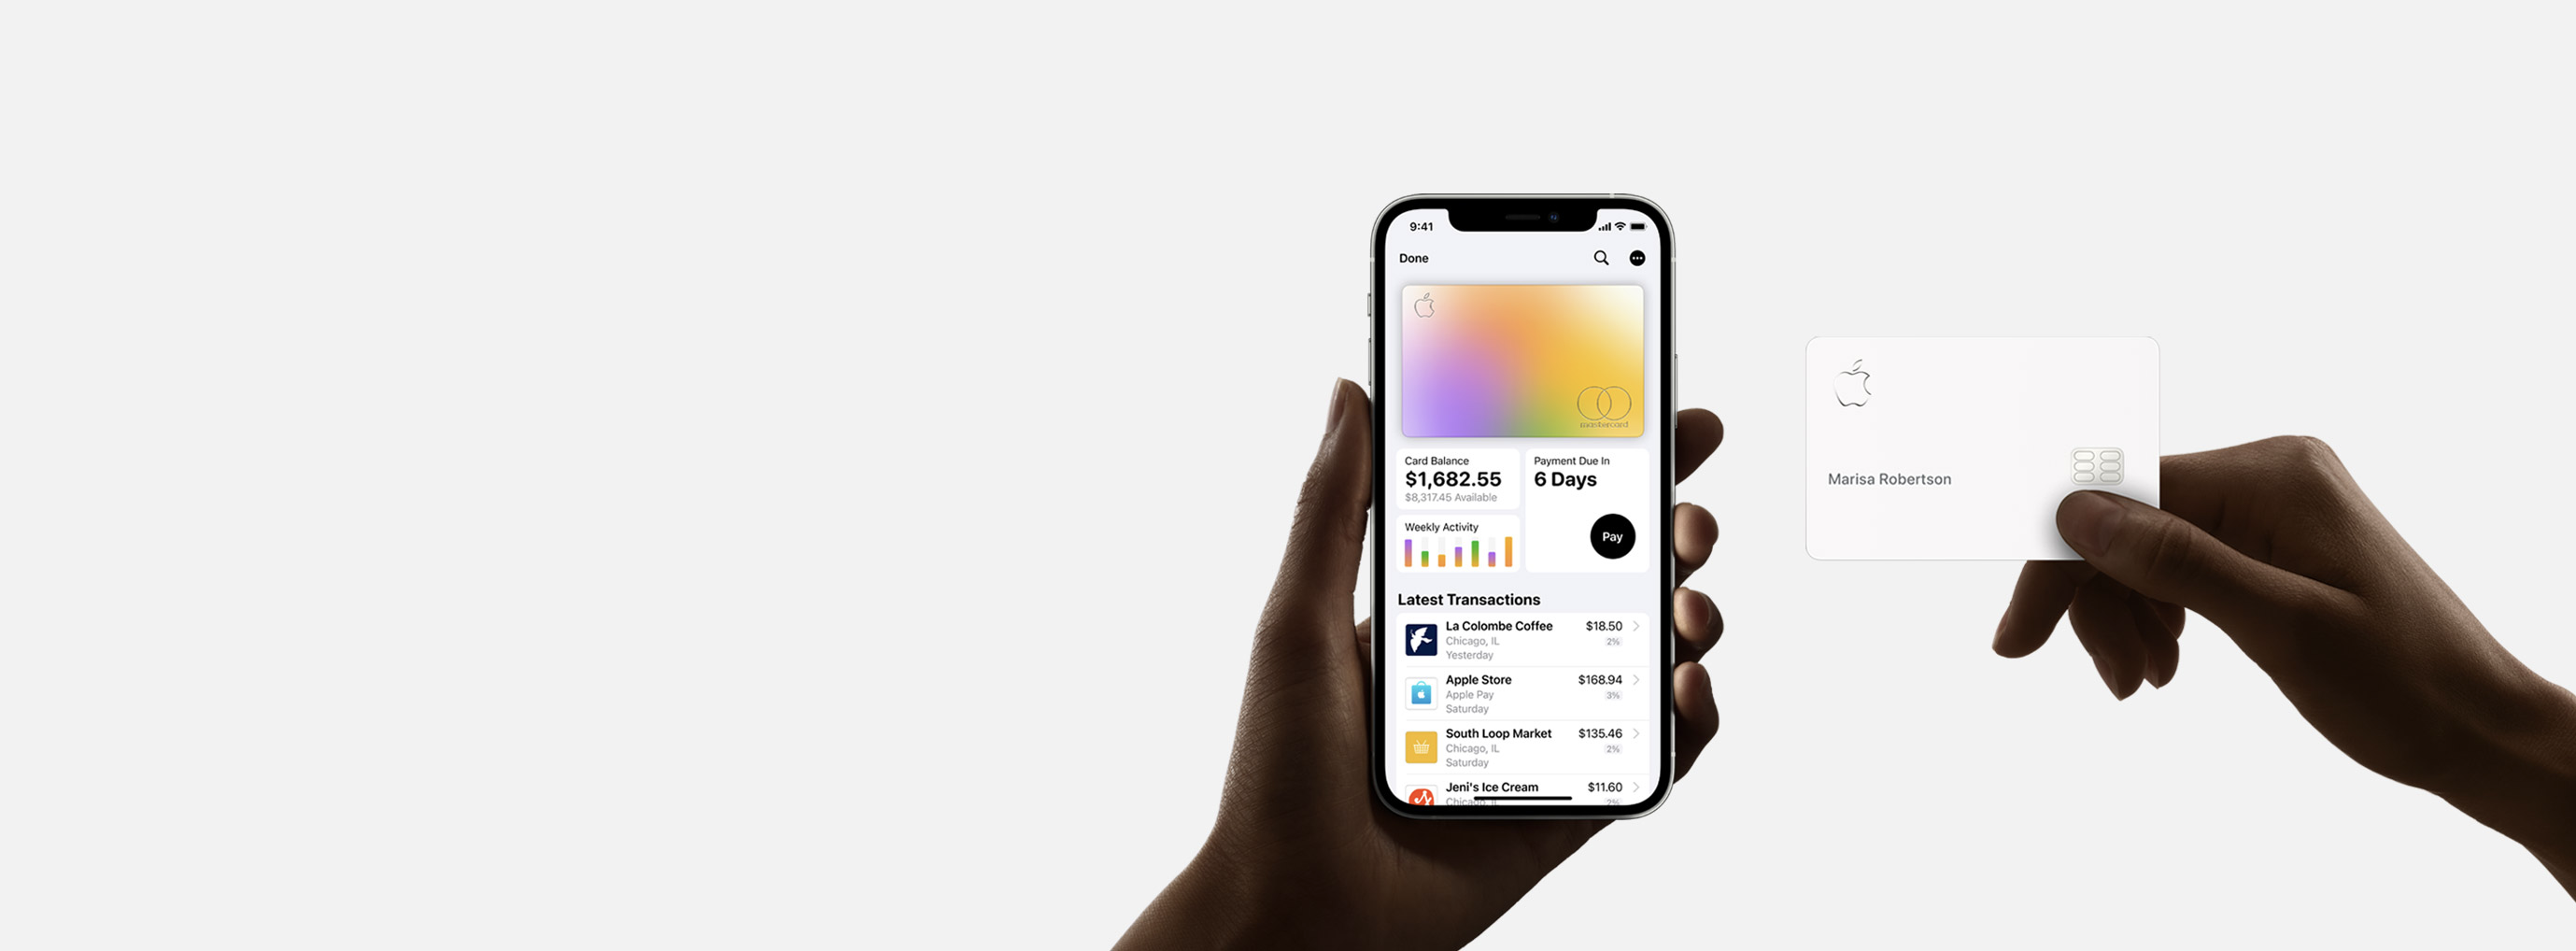 9:41
Done
mastercard
Card Balance
$1,682.55
$8,317.45 Available
Payment Due In
6 Days
Pay
Weekly Activity
Latest Transactions
La Colombe Coffee $18.50
Chicago, IL 2%
Yesterday
Apple Store $168.94
Apple Pay 3%
Saturday
South Loop Market $135.46
Chicago, IL 2%
Saturday
Jeni's Ice Cream $11.60
Chicago, IL 2%
Marisa Robertson